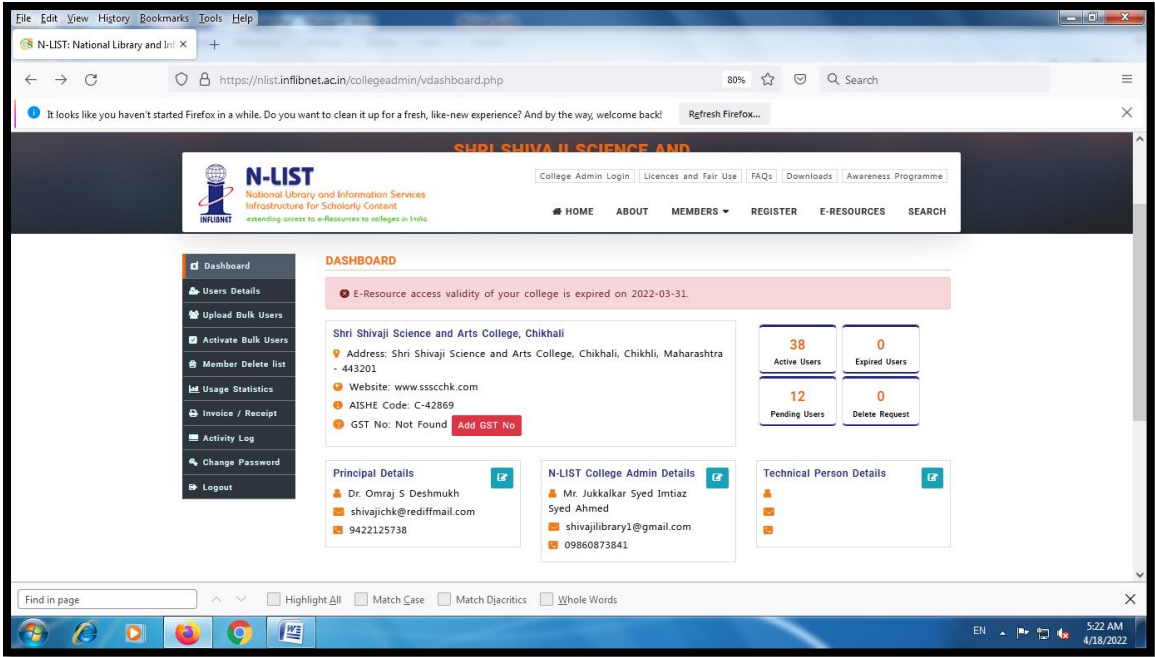 File Edit View History Bookmarks Tools Help
N-LIST: National Library and Inf
https://nlist.inflibnet.ac.in/collegeadmin/vdashboard.php
80%
Search
It looks like you haven't started Firefox in a while. Do you want to clean it up for a fresh, like-new experience? And by the way, welcome back!
Refresh Firefox...
SHRI SHIVAJI SCIENCE AND
INFLIBNET
N-LIST
National Library and Information Services
Infrastructure for Scholarly Content
extending access to e-Resources to colleges in India
College Admin Login
Licences and Fair Use
FAQs
Downloads
Awareness Programme
HOME
ABOUT
MEMBERS
REGISTER
E-RESOURCES
SEARCH
Dashboard
Users Details
Upload Bulk Users
Activate Bulk Users
Member Delete list
Usage Statistics
Invoice / Receipt
Activity Log
Change Password
Logout
DASHBOARD
E-Resource access validity of your college is expired on 2022-03-31.
Shri Shivaji Science and Arts College, Chikhali
Address: Shri Shivaji Science and Arts College, Chikhali, Chikhli, Maharashtra
- 443201
Website: www.ssscchk.com
AISHE Code: C-42869
GST No: Not Found Add GST No
38
Active Users
0
Expired Users
12
Pending Users
0
Delete Request
Principal Details
Dr. Omraj S Deshmukh
shivajichk@rediffmail.com
9422125738
N-LIST College Admin Details
Mr. Jukkalkar Syed Imtiaz
Syed Ahmed
shivajilibrary1@gmail.com
09860873841
Technical Person Details
Find in page
Highlight All
Match Case
Match Diacritics
Whole Words
EN
5:22 AM
4/18/2022